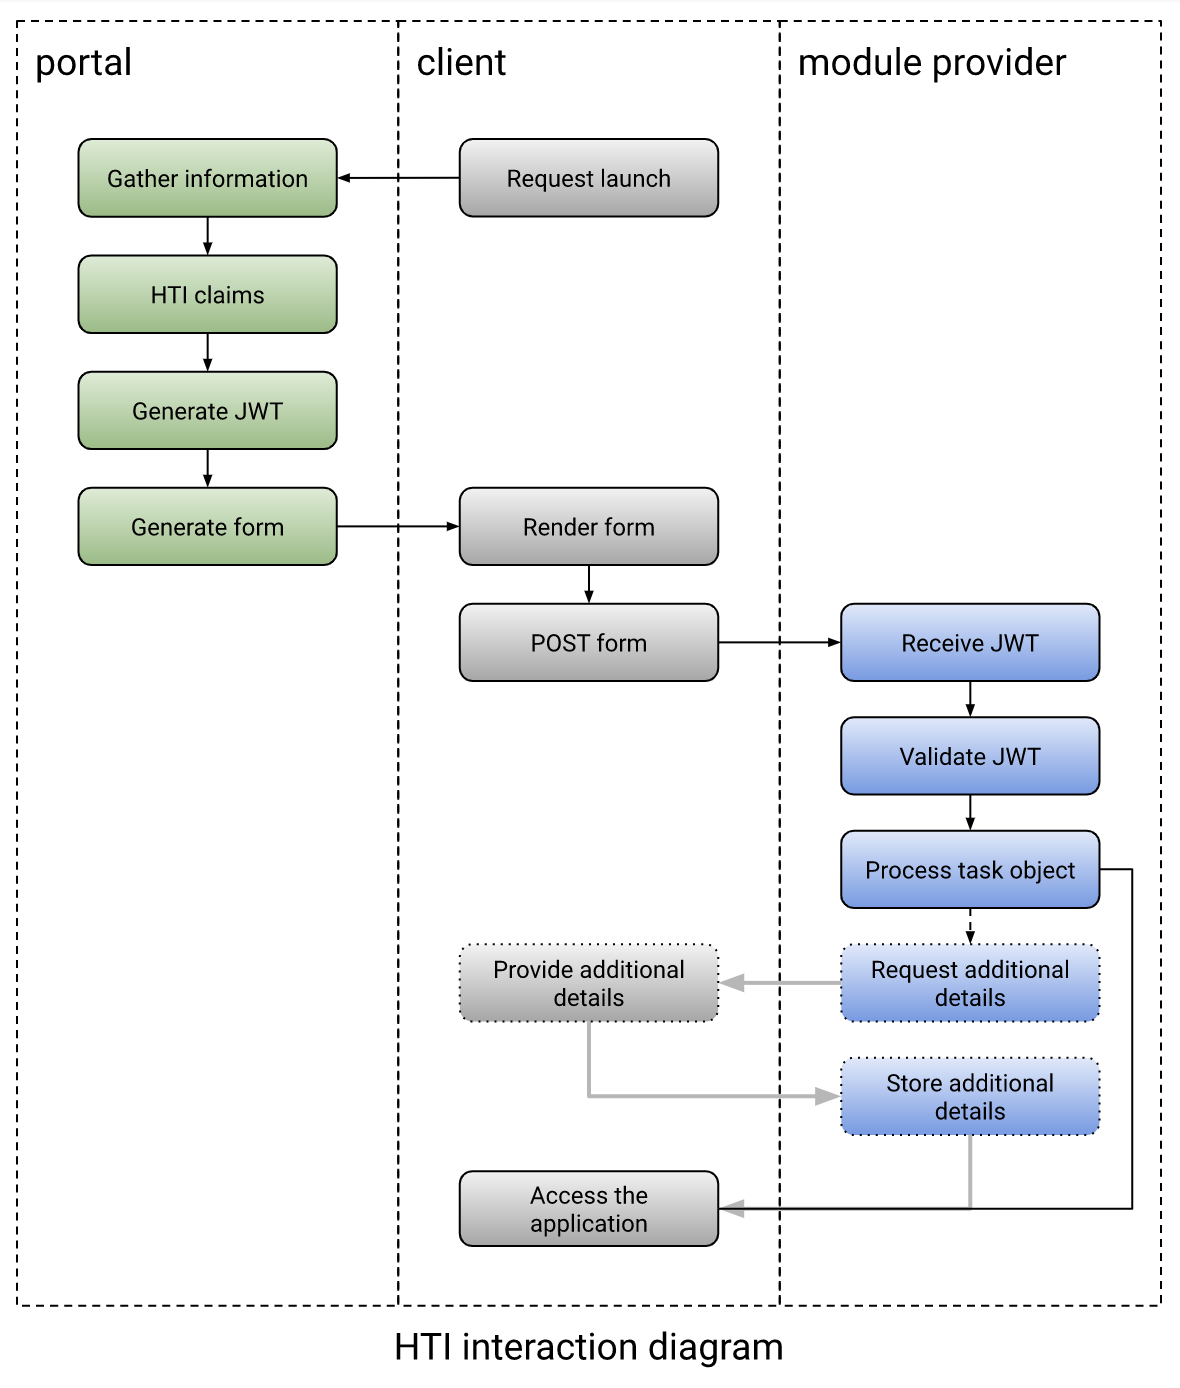 portal
client
module provider
Gather information
Request launch
HTI claims
Generate JWT
Generate form
Render form
POST form
Receive JWT
Validate JWT
Process task object
Provide additional
details
Request additional
details
Store additional
details
Access the
application
HTI interaction diagram